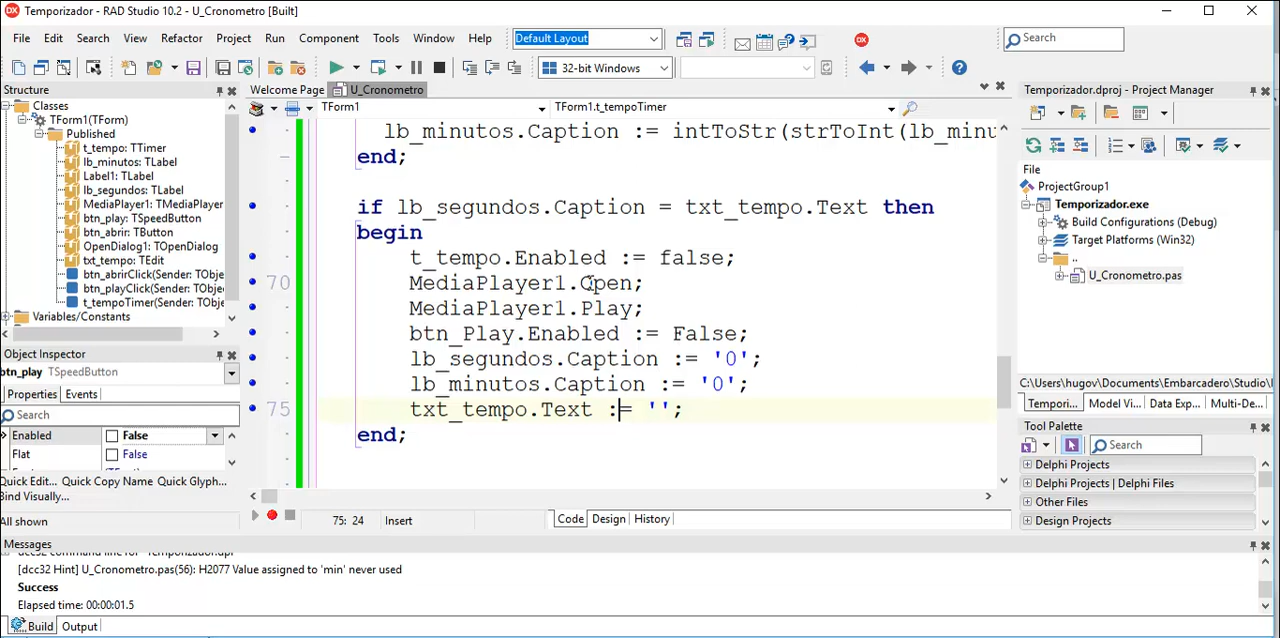 Temporizador - RAD Studio 10.2 - U_Cronometro [Built]
File Edit Search View Refactor Project Run Component Tools Window Help Default Layout Search
32-bit Windows
Structure
Classes
TForm1(TForm)
Published
t_tempo: TTimer
lb_minutos: TLabel
Label1: TLabel
lb_segundos: TLabel
MediaPlayer1: TMediaPlayer
btn_play: TSpeedButton
btn_abrir: TButton
OpenDialog1: TOpenDialog
txt_tempo: TEdit
btn_abrirClick(Sender: TObje
btn_playClick(Sender: TObje
t_tempoTimer(Sender: TObje
Variables/Constants
Object Inspector
btn_play TSpeedButton
Properties Events
Search
Enabled False
Flat False
Quick Edit... Quick Copy Name Quick Glyph...
Bind Visually...
All shown
Welcome Page U_Cronometro
TForm1 TForm1.t_tempoTimer
lb_minutos.Caption := intToStr(strToInt(lb_minu
end;
if lb_segundos.Caption = txt_tempo.Text then
begin
t_tempo.Enabled := false;
70 MediaPlayer1.Open;
MediaPlayer1.Play;
btn_Play.Enabled := False;
lb_segundos.Caption := '0';
lb_minutos.Caption := '0';
75 txt_tempo.Text := '';
end;
75: 24 Insert Code Design History
Temporizador.dproj - Project Manager
File
ProjectGroup1
Temporizador.exe
Build Configurations (Debug)
Target Platforms (Win32)
..
U_Cronometro.pas
C:\Users\hugov\Documents\Embarcadero\Studio\
Tempori... Model Vi... Data Exp... Multi-De...
Tool Palette
Search
Delphi Projects
Delphi Projects | Delphi Files
Other Files
Design Projects
Messages
[dcc32 Hint] U_Cronometro.pas(56): H2077 Value assigned to 'min' never used
Success
Elapsed time: 00:00:01.5
Build Output